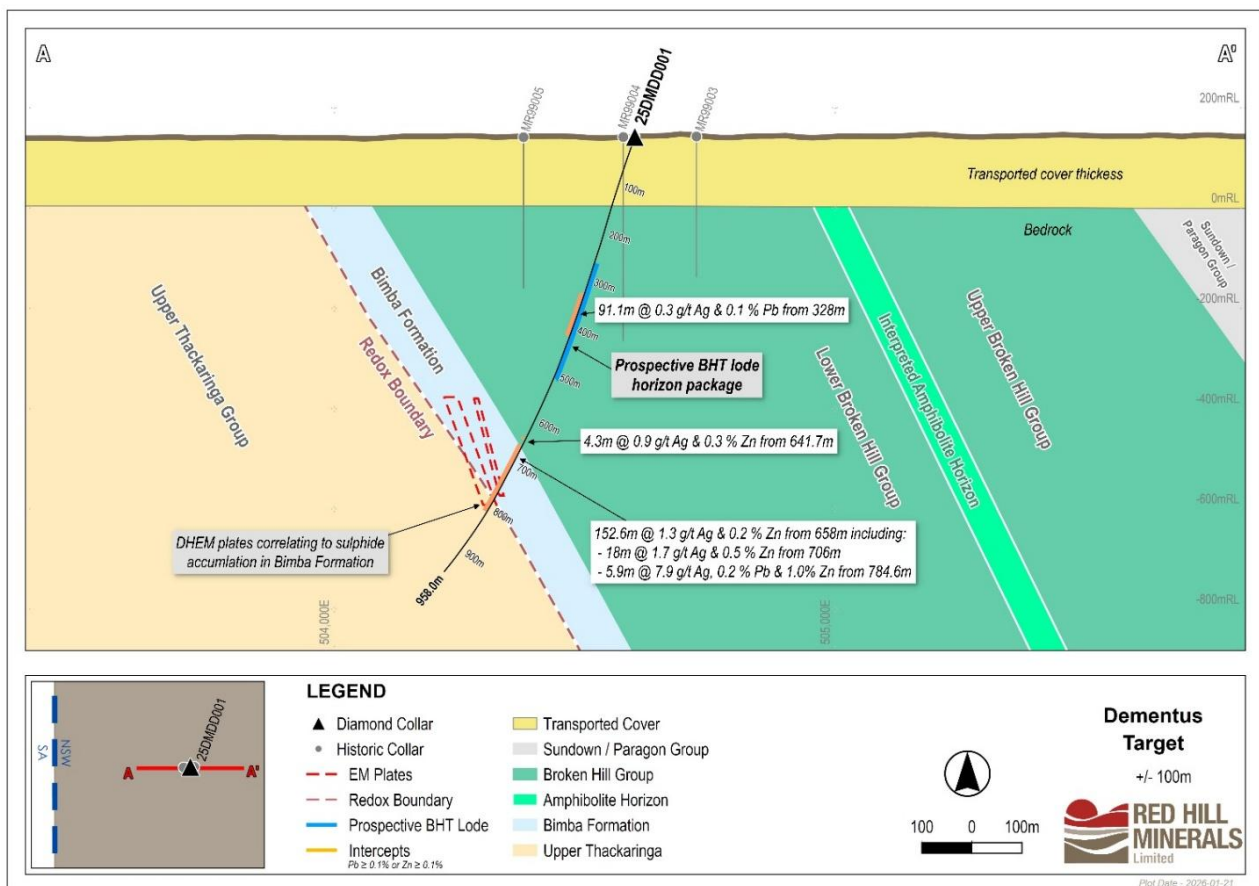 A
A'
MR99005
MR99004
25DMDD001
MR99003
200mRL
Transported cover thickess
100m
0mRL
Bedrock
200m
Sundown /
Paragon Group
300m
-200mRL
91.1m @ 0.3 g/t Ag & 0.1 % Pb from 328m
400m
Prospective BHT lode
horizon package
500m
Upper Thackaringa Group
Bimba Formation
Redox Boundary
Lower Broken Hill Group
Interpreted Amphibolite Horizon
Upper Broken Hill Group
-400mRL
600m
4.3m @ 0.9 g/t Ag & 0.3 % Zn from 641.7m
700m
-600mRL
800m
DHEM plates correlating to sulphide
accumlation in Bimba Formation
152.6m @ 1.3 g/t Ag & 0.2 % Zn from 658m including:
- 18m @ 1.7 g/t Ag & 0.5 % Zn from 706m
- 5.9m @ 7.9 g/t Ag, 0.2 % Pb & 1.0% Zn from 784.6m
900m
958.0m
-800mRL
504,000E
505,000E
NSW
SA
A
25DMDD001
A'
LEGEND
Diamond Collar
Historic Collar
EM Plates
Redox Boundary
Prospective BHT Lode
Intercepts
Pb ≥ 0.1% or Zn ≥ 0.1%
Transported Cover
Sundown / Paragon Group
Broken Hill Group
Amphibolite Horizon
Bimba Formation
Upper Thackaringa
100 0 100m
Dementus
Target
+/- 100m
RED HILL
MINERALS
Limited
Plot Date - 2026-01-21